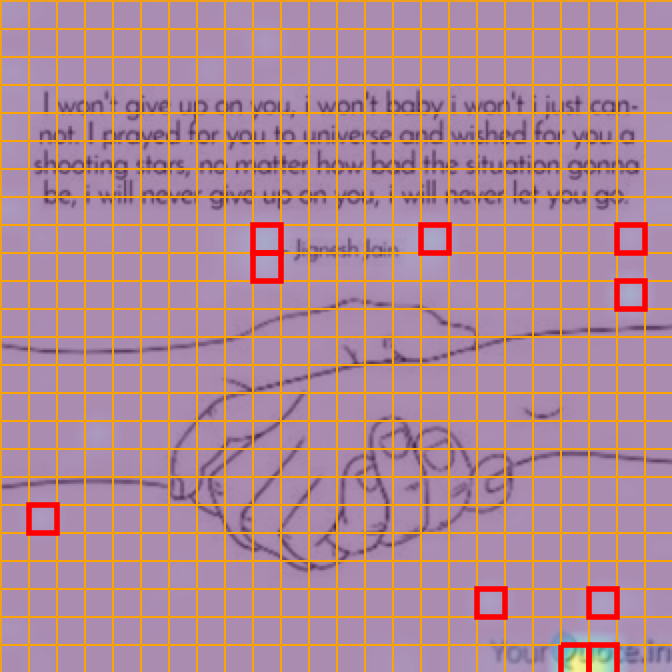 I won't give up on you, i won't baby i won't i just can-
not. I prayed for you to universe and wished for you a
shooting stars, no matter how bad the situation gonna
be, i will never give up on you, i will never let you go.
- Jignesh Jain
YourQuote.in